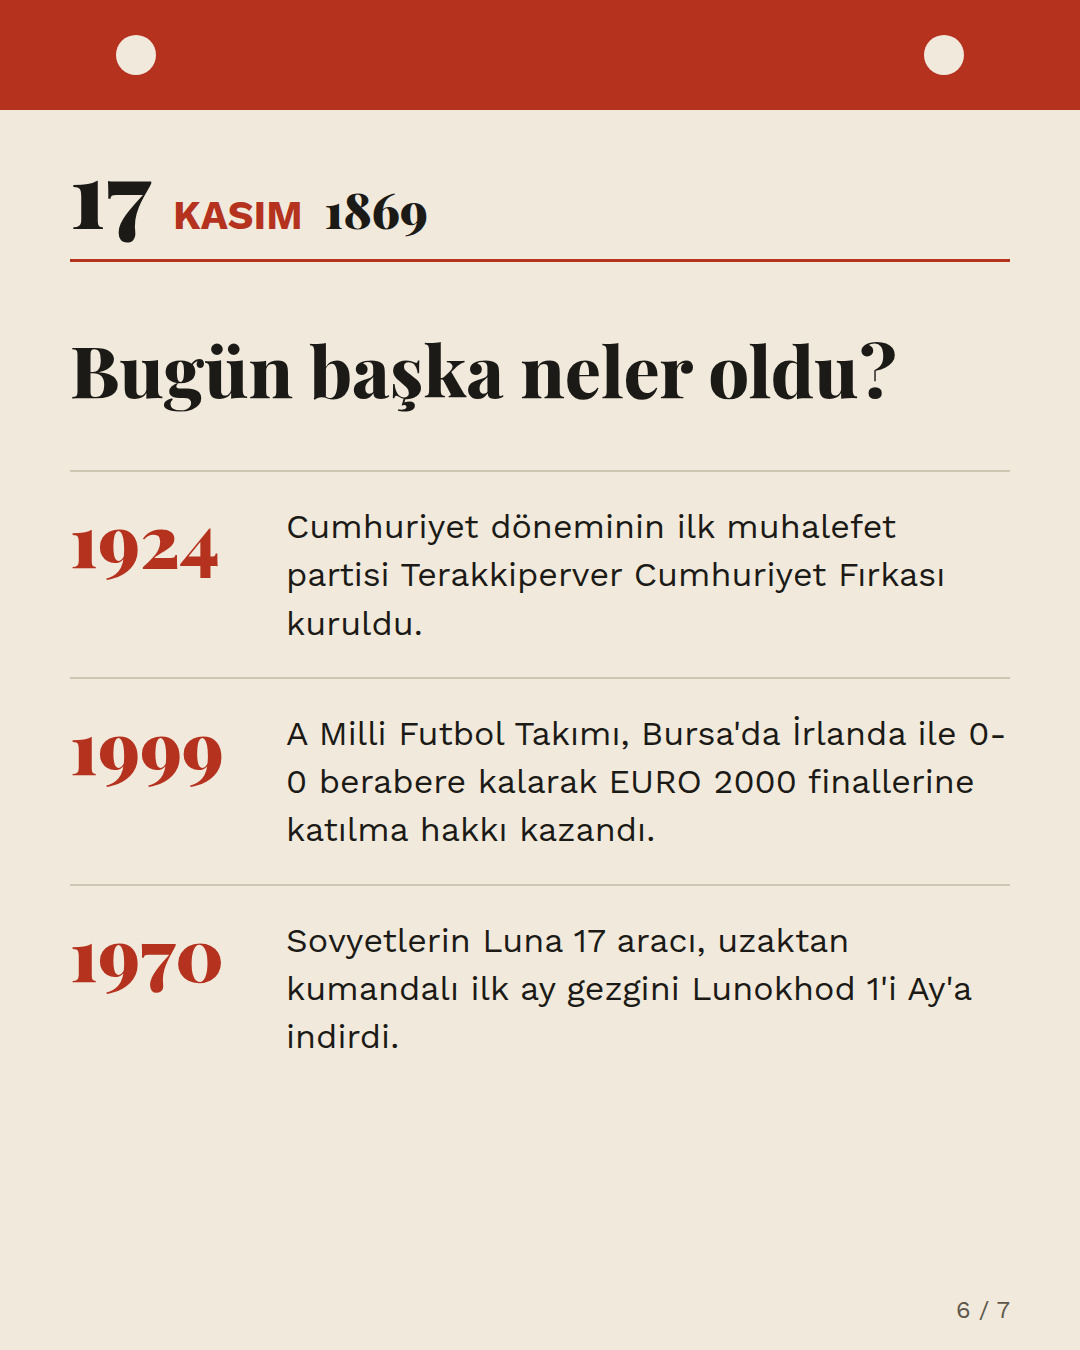 17 KASIM 1869
Bugün başka neler oldu?
1924
Cumhuriyet döneminin ilk muhalefet
partisi Terakkiperver Cumhuriyet Fırkası
kuruldu.
1999
A Milli Futbol Takımı, Bursa'da İrlanda ile 0-
0 berabere kalarak EURO 2000 finallerine
katılma hakkı kazandı.
1970
Sovyetlerin Luna 17 aracı, uzaktan
kumandalı ilk ay gezgini Lunokhod 1'i Ay'a
indirdi.
6 / 7